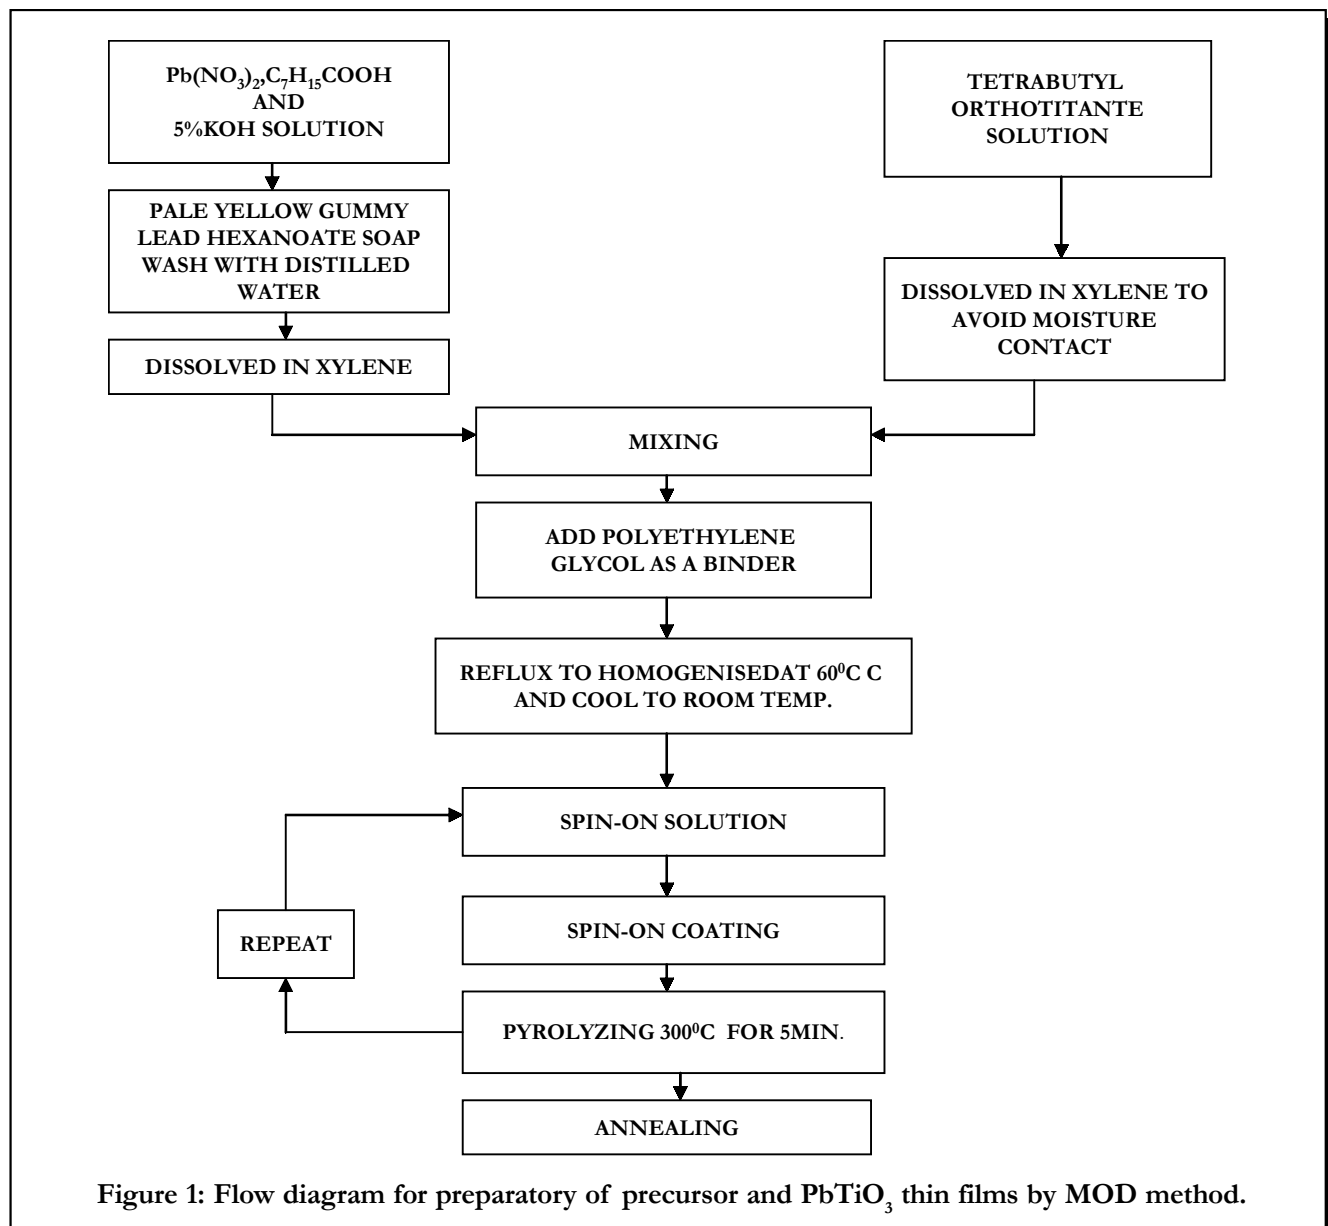 Pb(NO₃)₂,C₇H₁₅COOH
AND
5%KOH SOLUTION
PALE YELLOW GUMMY
LEAD HEXANOATE SOAP
WASH WITH DISTILLED
WATER
DISSOLVED IN XYLENE
TETRABUTYL
ORTHOTITANTE
SOLUTION
DISSOLVED IN XYLENE TO
AVOID MOISTURE
CONTACT
MIXING
ADD POLYETHYLENE
GLYCOL AS A BINDER
REFLUX TO HOMOGENISEDAT 60⁰C C
AND COOL TO ROOM TEMP.
SPIN-ON SOLUTION
SPIN-ON COATING
REPEAT
PYROLYZING 300⁰C FOR 5MIN.
ANNEALING
Figure 1: Flow diagram for preparatory of precursor and PbTiO₃ thin films by MOD method.